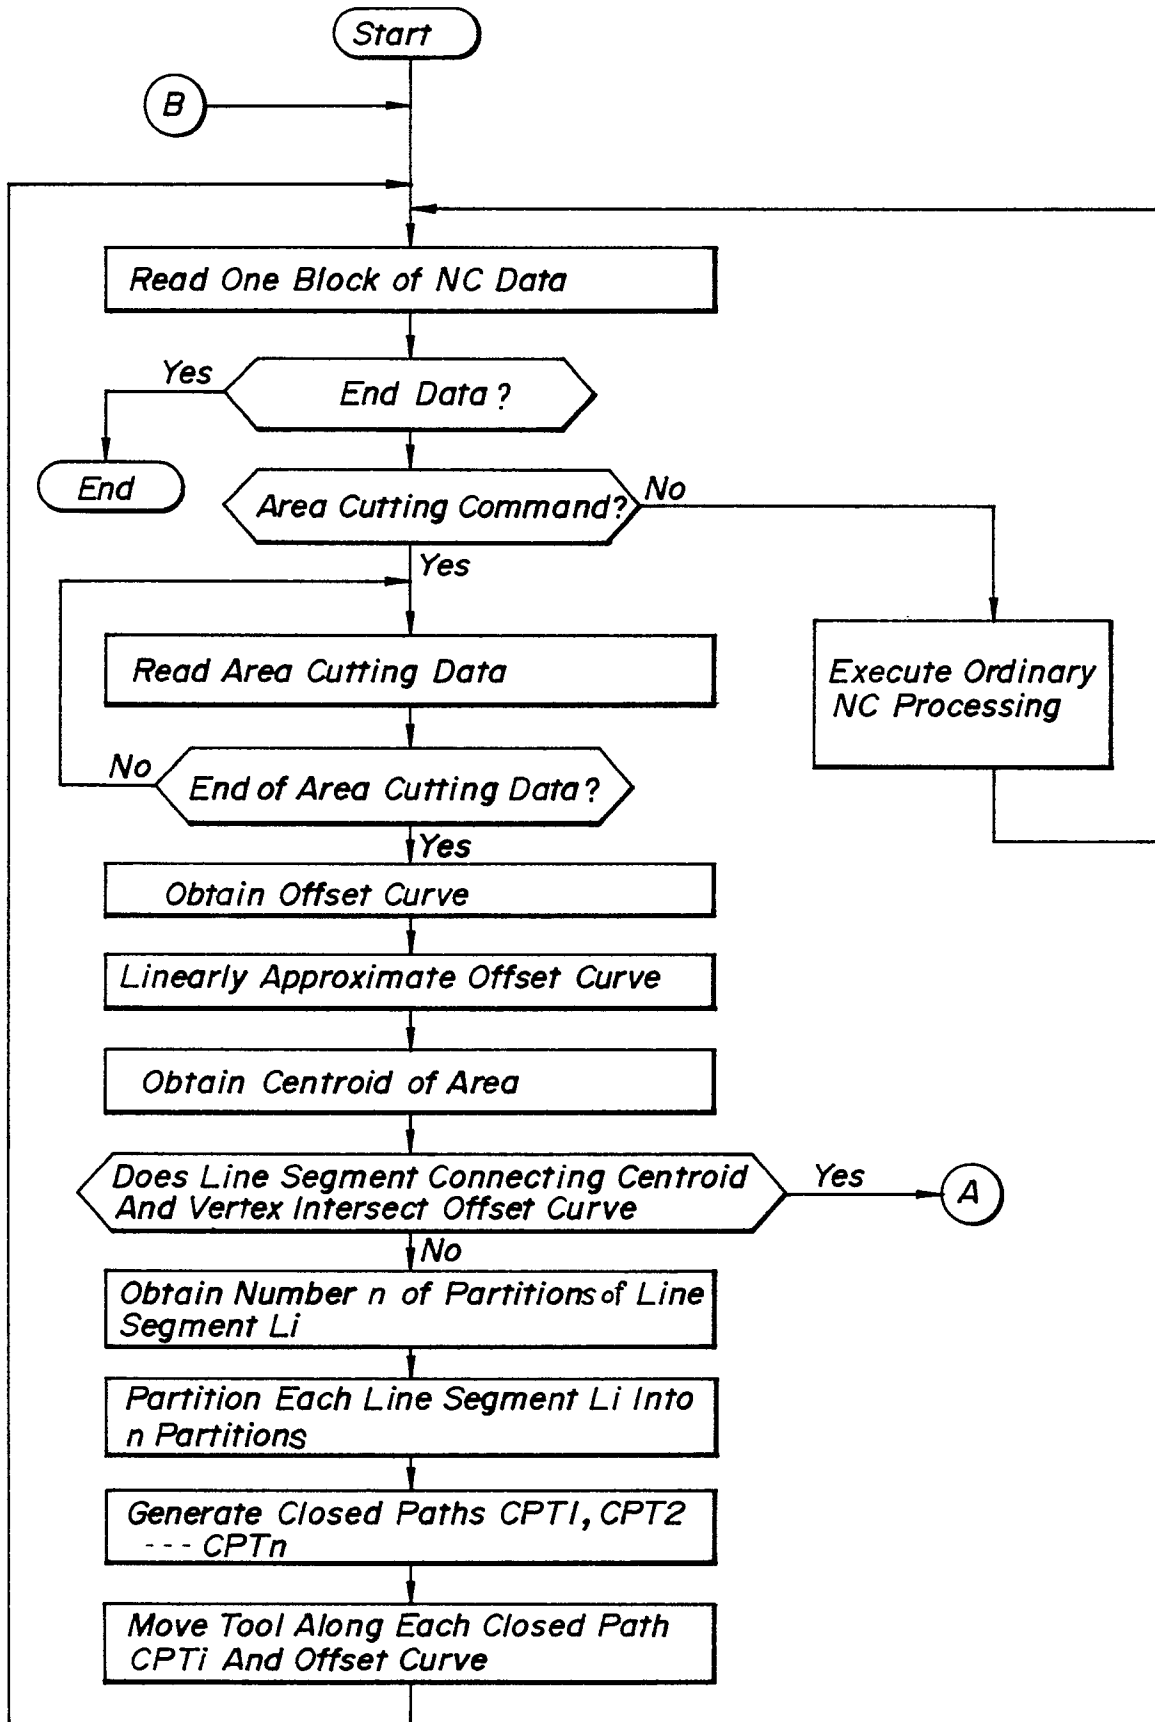 Start
B
Read One Block of NC Data
Yes
End Data?
End
Area Cutting Command?
No
Yes
Read Area Cutting Data
Execute Ordinary
NC Processing
No
End of Area Cutting Data?
Yes
Obtain Offset Curve
Linearly Approximate Offset Curve
Obtain Centroid of Area
Does Line Segment Connecting Centroid
And Vertex Intersect Offset Curve
Yes
A
No
Obtain Number n of Partitions of Line
Segment Li
Partition Each Line Segment Li Into
n Partitions
Generate Closed Paths CPT1, CPT2
--- CPTn
Move Tool Along Each Closed Path
CPTi And Offset Curve